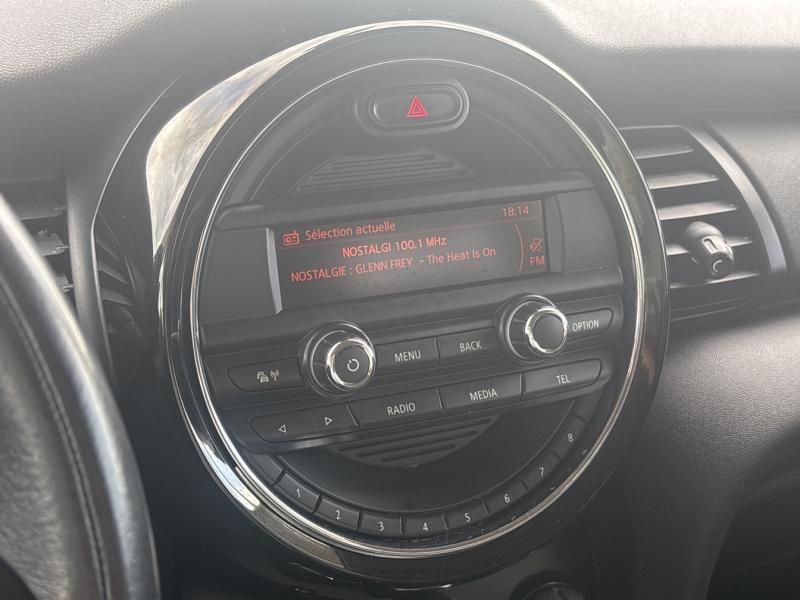 18:14
Sélection actuelle
NOSTALGI 100.1 MHz
NOSTALGIE : GLENN FREY - The Heat Is On
FM
MENU
BACK
OPTION
RADIO
MEDIA
TEL
1
2
3
4
5
6
7
8